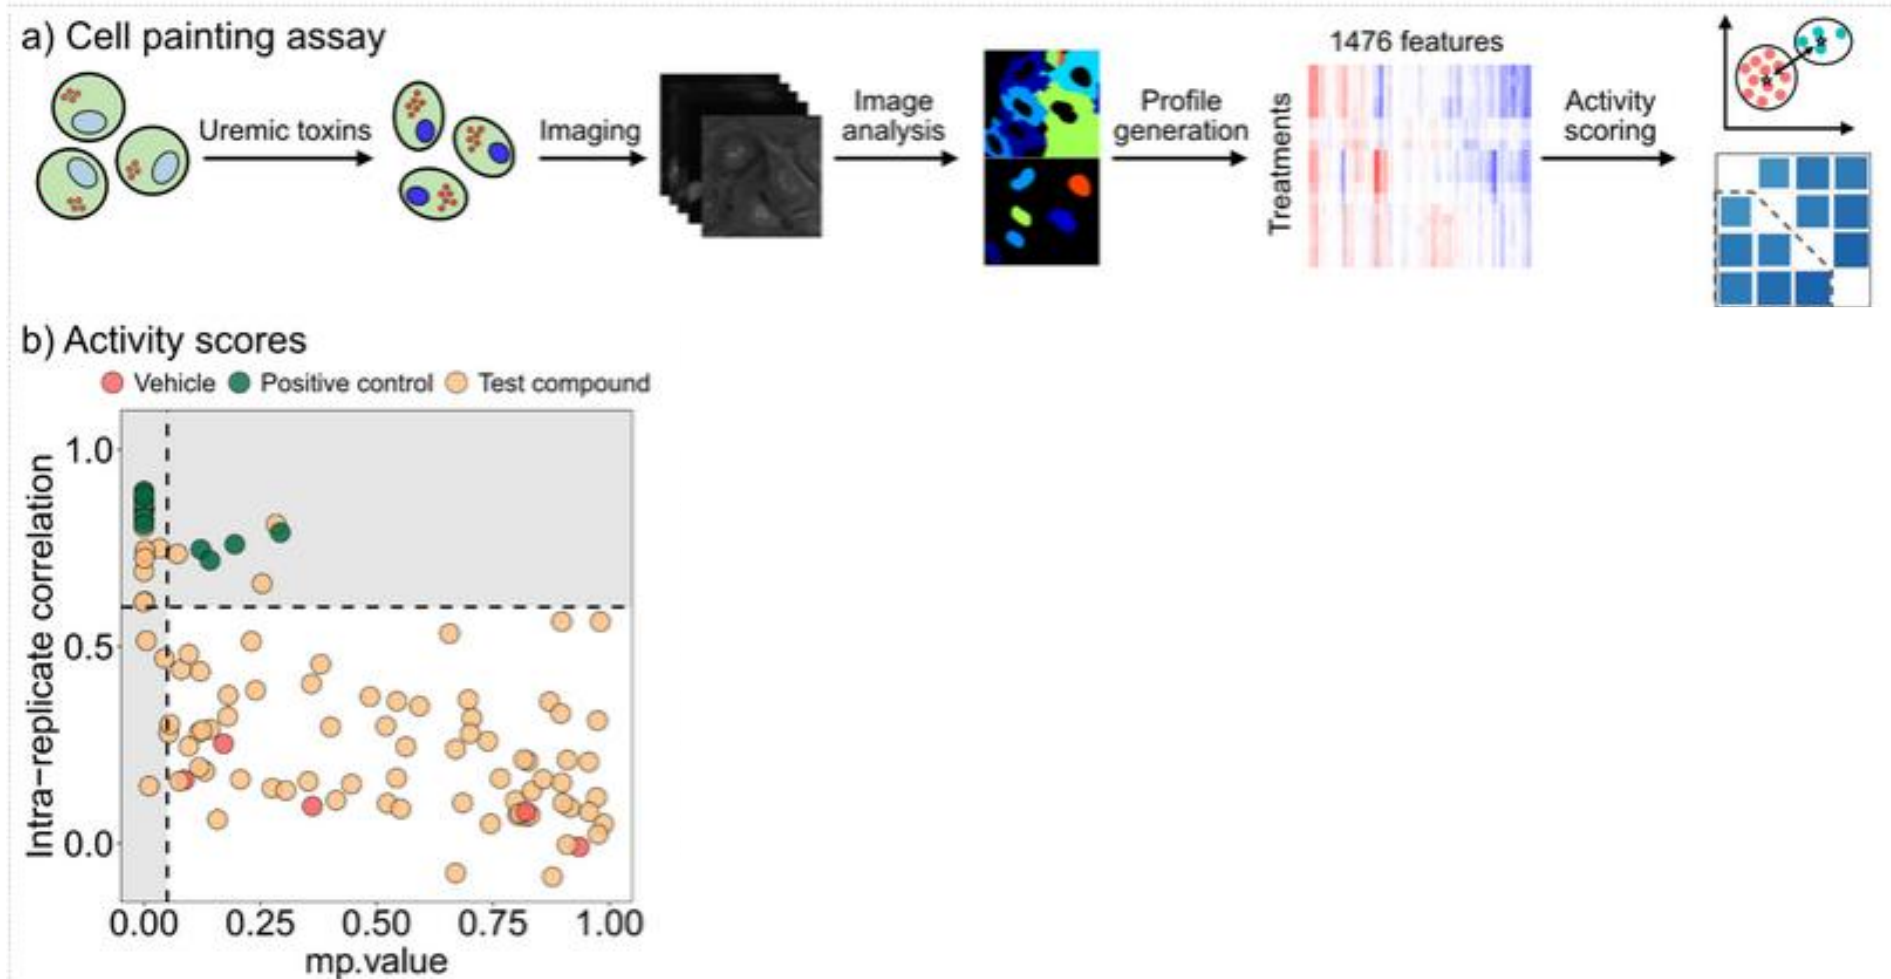 a) Cell painting assay
Uremic toxins
Imaging
Image
analysis
Profile
generation
1476 features
Treatments
Activity
scoring
b) Activity scores
Vehicle Positive control Test compound
Intra-replicate correlation
1.0
0.5
0.0
0.00 0.25 0.50 0.75 1.00
mp.value